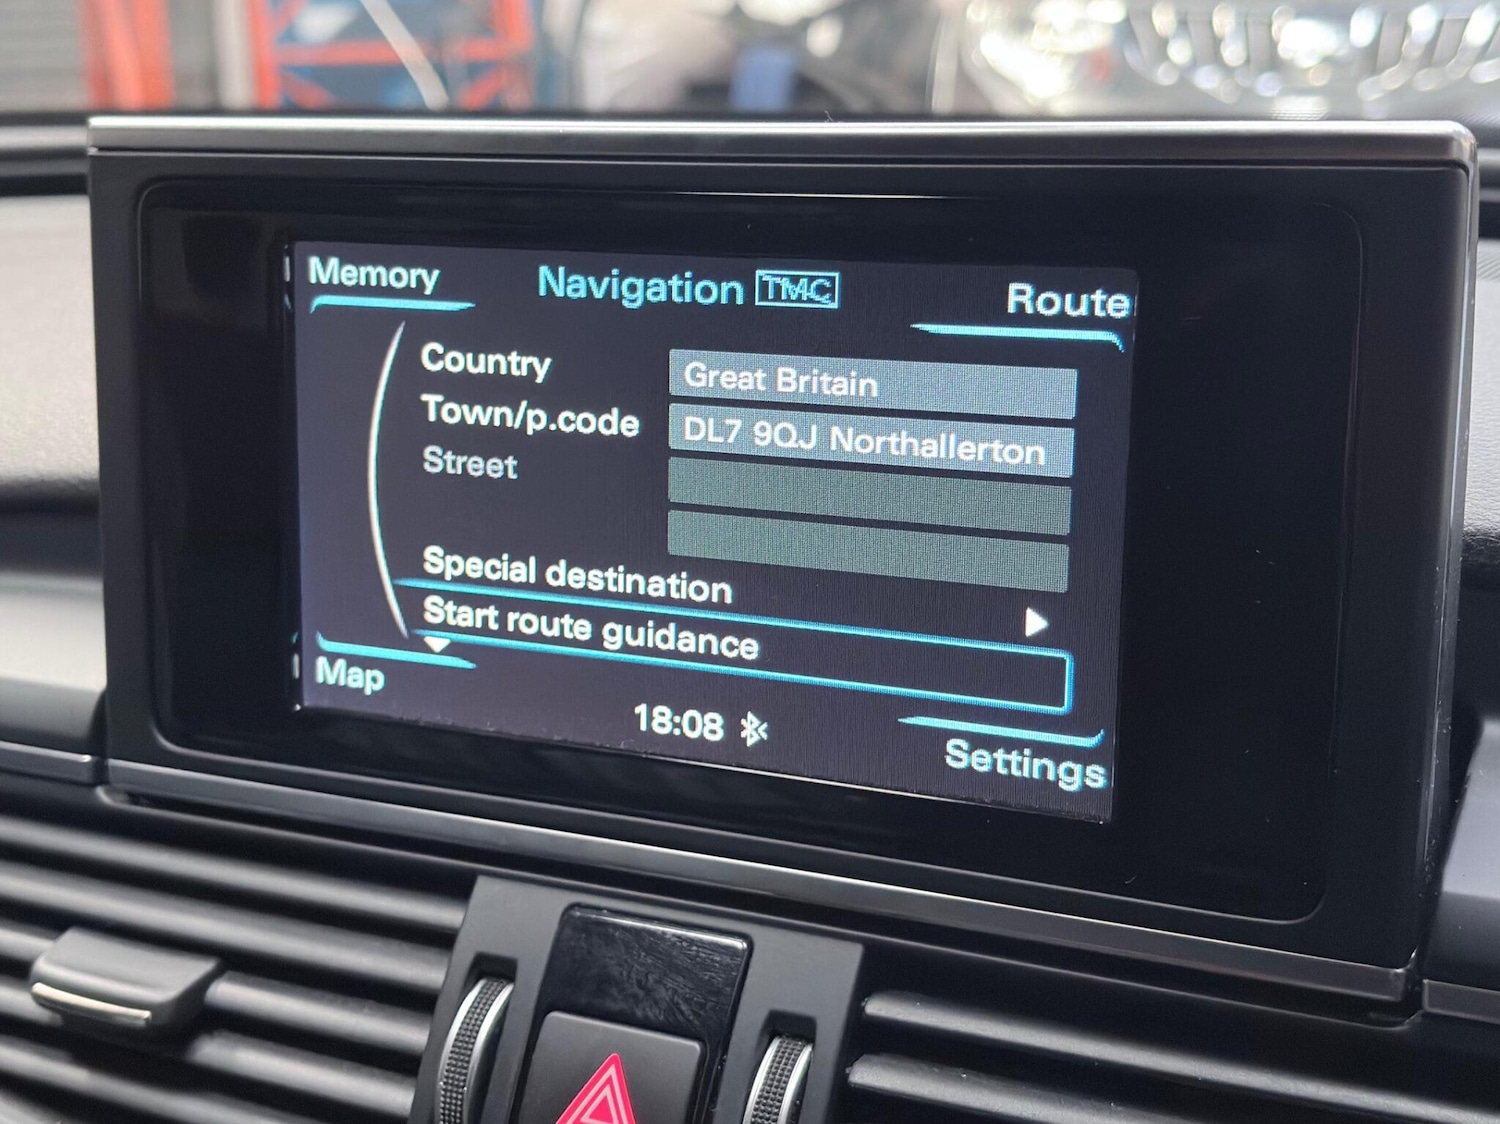 Memory
Navigation TMC
Route
Country
Great Britain
Town/p.code
DL7 9QJ Northallerton
Street
Special destination
Start route guidance
Map
18:08
Settings